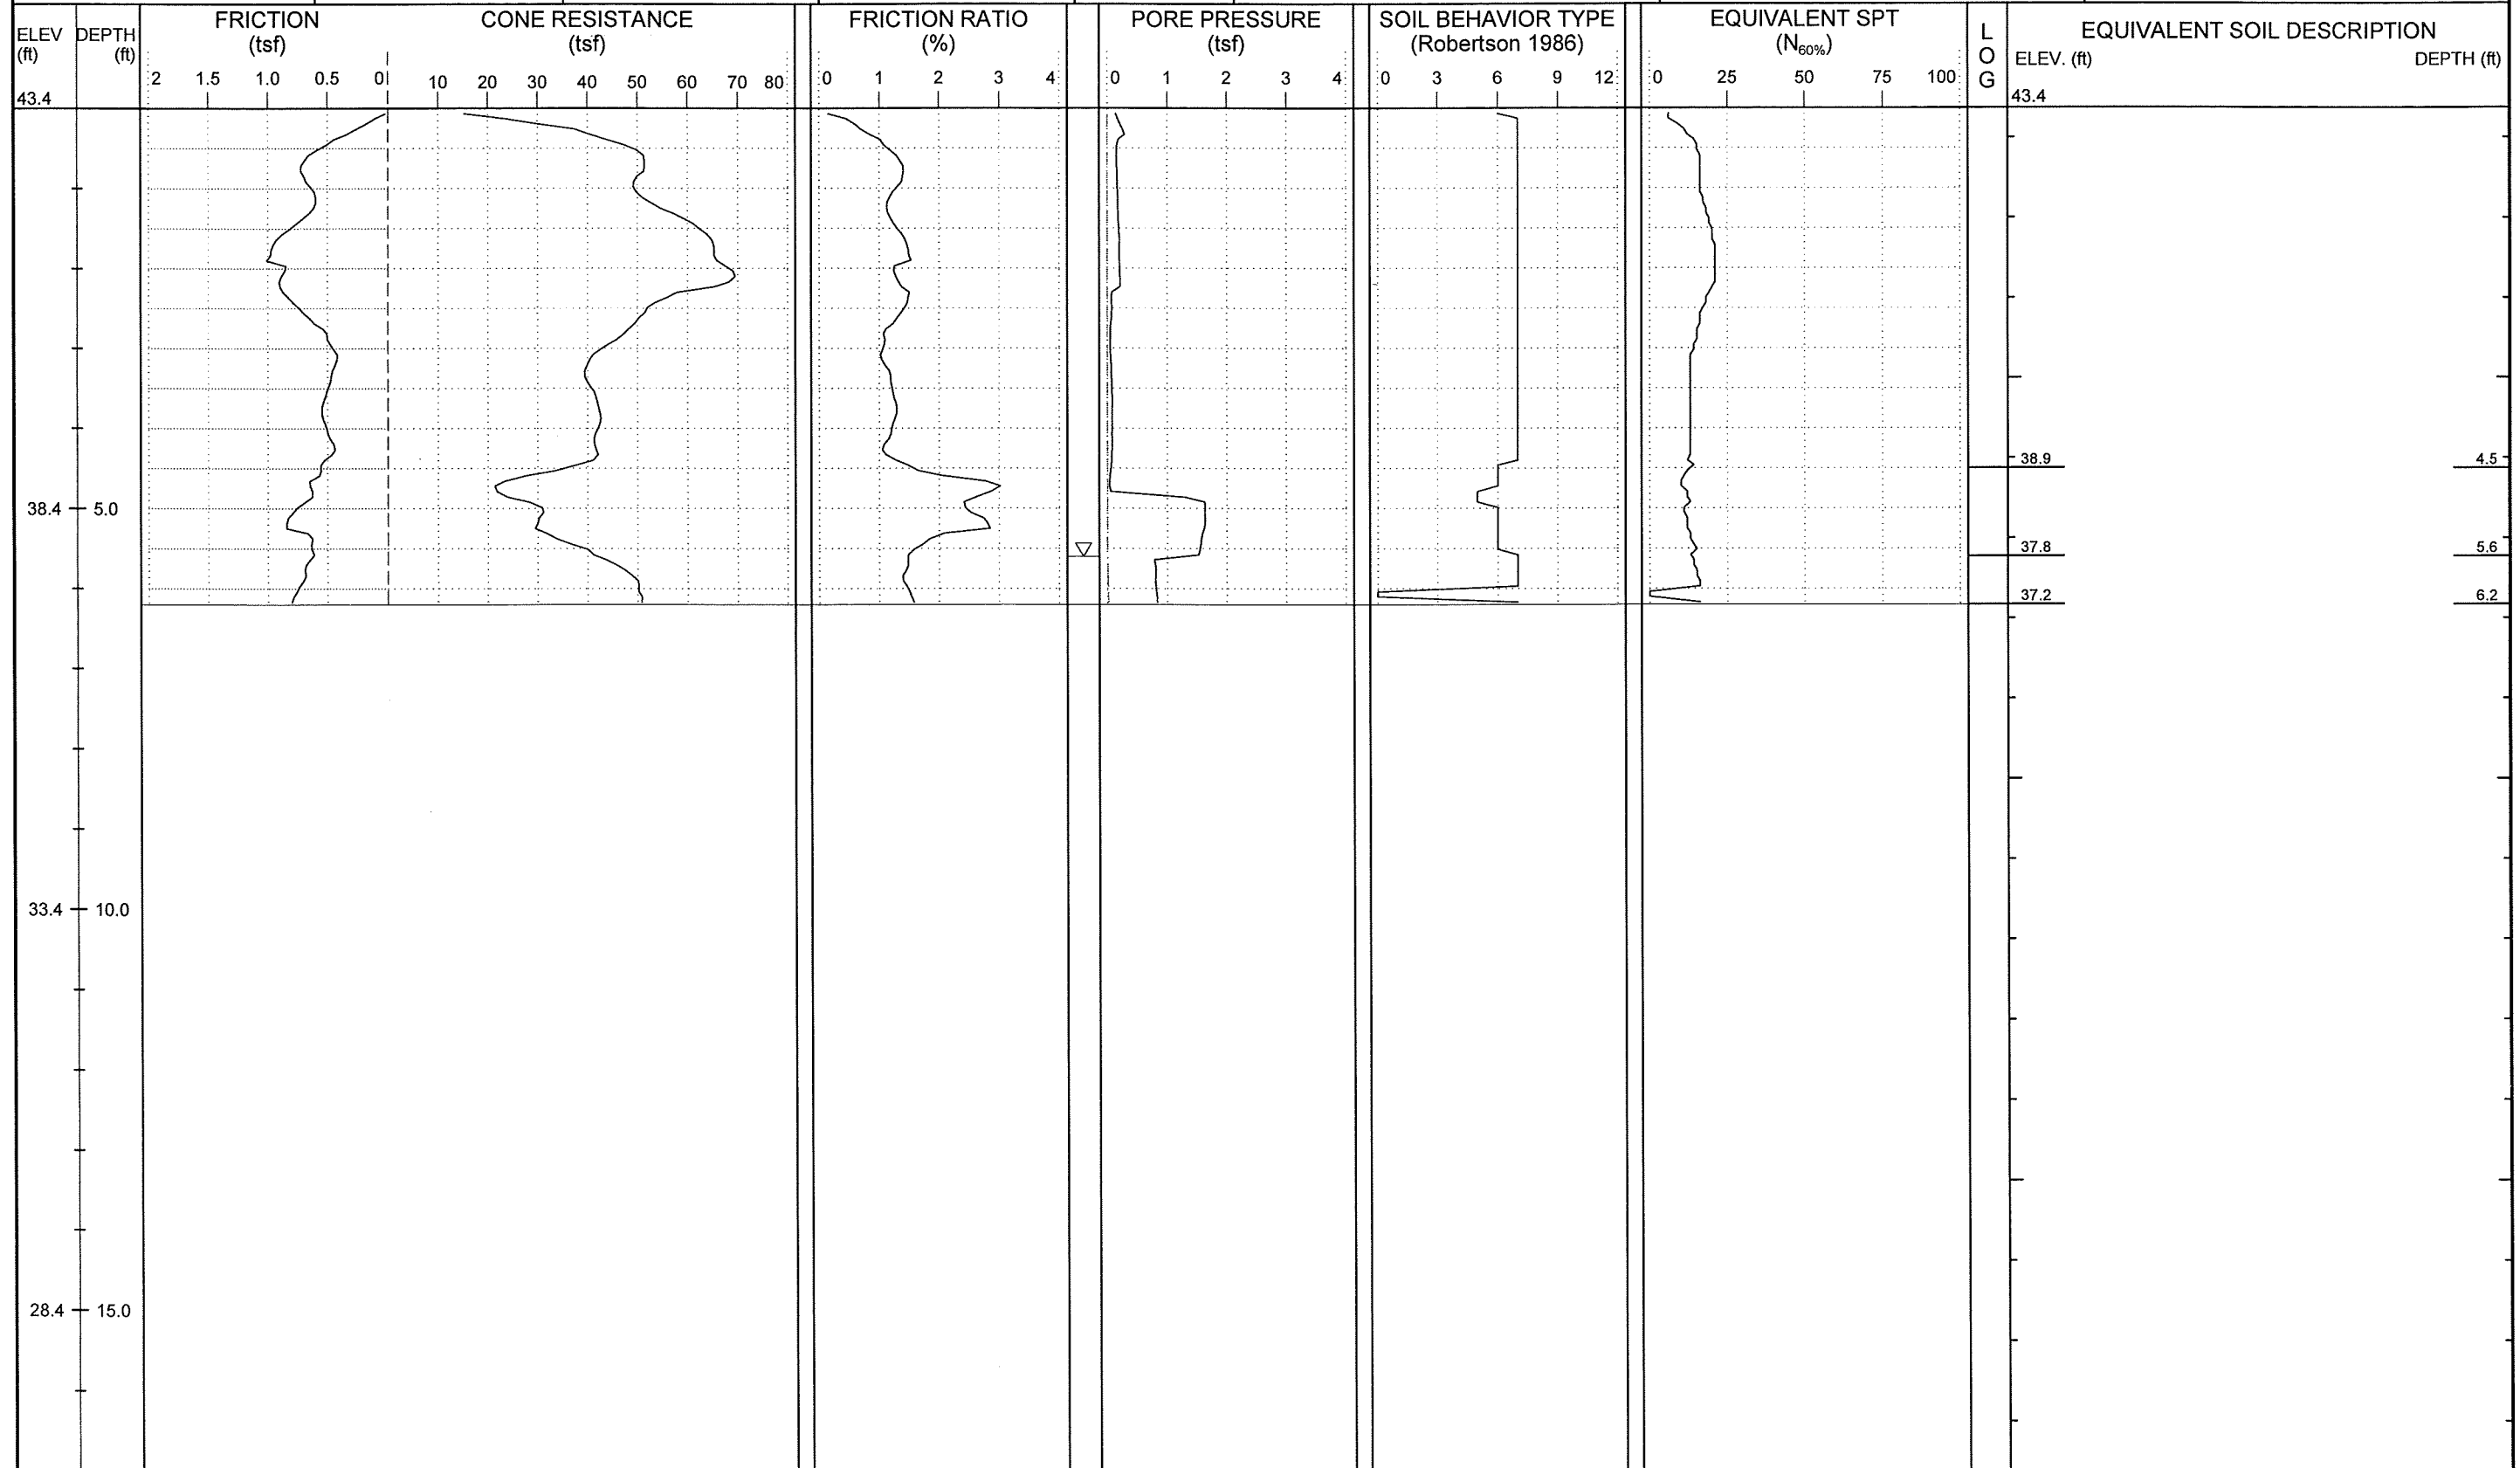 FRICTION CONE RESISTANCE FRICTION RATIO PORE PRESSURE SOIL BEHAVIOR TYPE EQUIVALENT SPT
ELEV DEPTH (tsf) (tsf) (%) (tsf) (Robertson 1986) (N60%) L EQUIVALENT SOIL DESCRIPTION
(ft) (ft) O ELEV. (ft) DEPTH (ft)
2 1.5 1.0 0.5 0 10 20 30 40 50 60 70 80 0 1 2 3 4 0 1 2 3 4 0 3 6 9 12 0 25 50 75 100 G
43.4 43.4
38.9 4.5
38.4 5.0
37.8 5.6
37.2 6.2
33.4 10.0
28.4 15.0